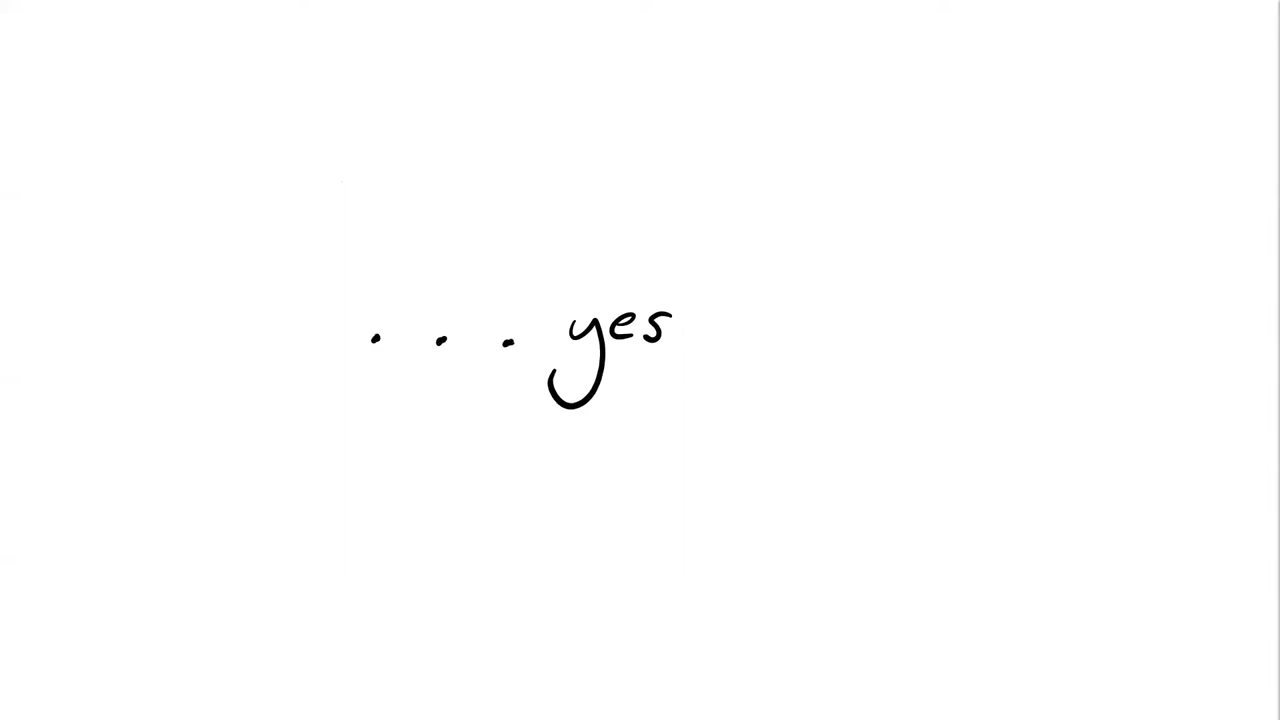 . . . yes